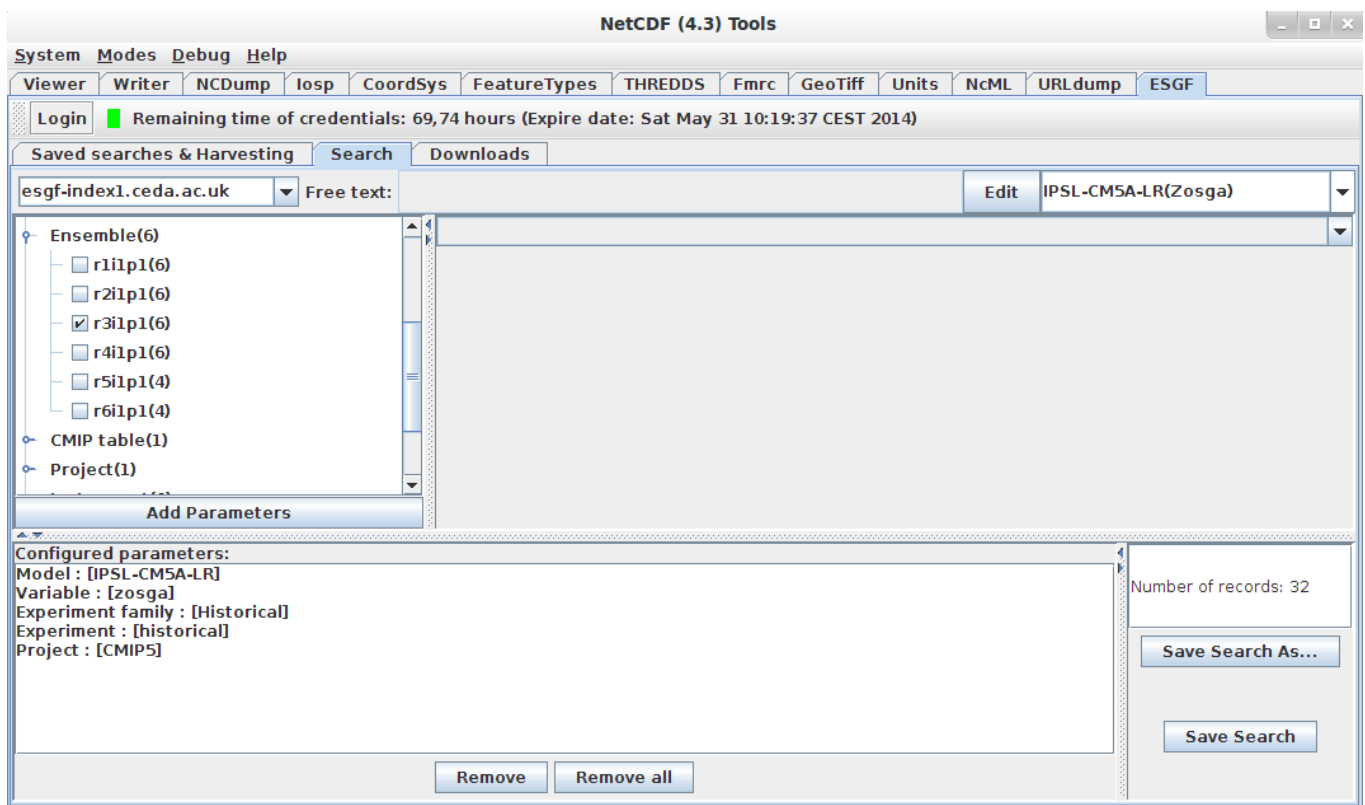 NetCDF (4.3) Tools
System Modes Debug Help
Viewer Writer NCDump Iosp CoordSys FeatureTypes THREDDS Fmrc GeoTiff Units NcML URLdump ESGF
Login Remaining time of credentials: 69,74 hours (Expire date: Sat May 31 10:19:37 CEST 2014)
Saved searches & Harvesting Search Downloads
esgf-index1.ceda.ac.uk Free text: Edit IPSL-CM5A-LR(Zosga)
Ensemble(6)
r1i1p1(6)
r2i1p1(6)
r3i1p1(6)
r4i1p1(6)
r5i1p1(4)
r6i1p1(4)
CMIP table(1)
Project(1)
Add Parameters
Configured parameters:
Model : [IPSL-CM5A-LR]
Variable : [zosga]
Experiment family : [Historical]
Experiment : [historical]
Project : [CMIP5]
Number of records: 32
Save Search As...
Save Search
Remove Remove all